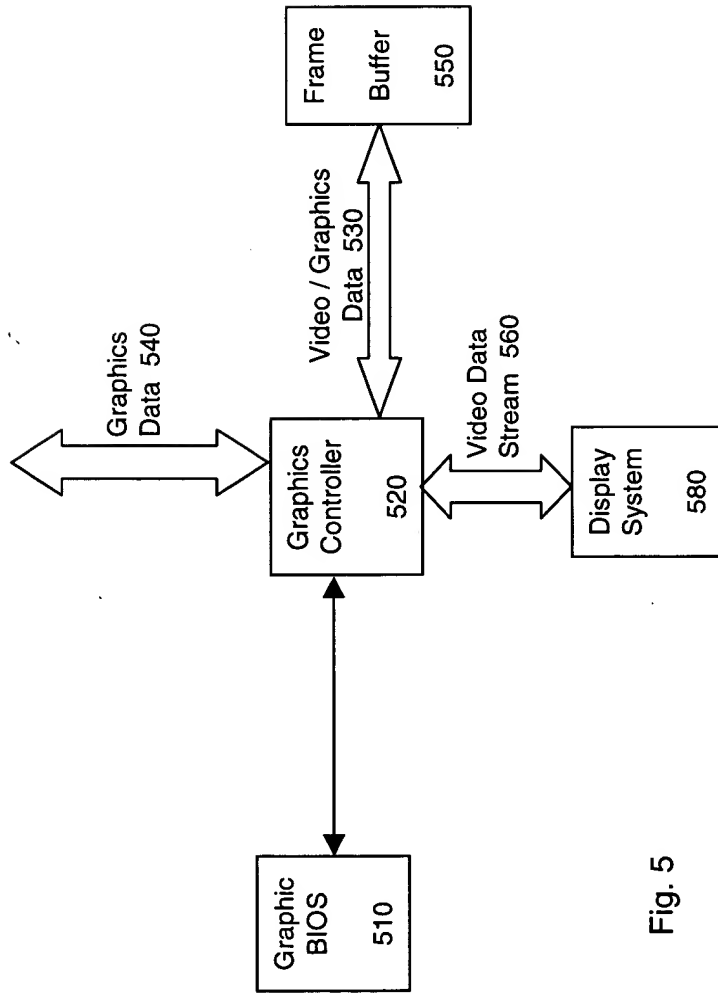 Graphics
Data 540
Graphic
BIOS
510
Graphics
Controller
520
Video / Graphics
Data 530
Frame
Buffer
550
Video Data
Stream 560
Display
System
580
Fig. 5